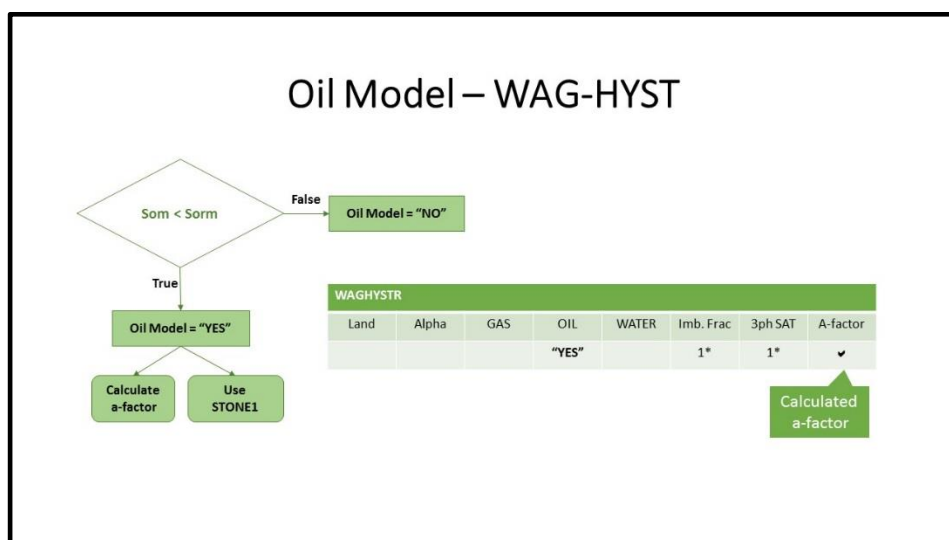 Oil Model – WAG-HYST
Som < Sorm
False
Oil Model = "NO"
True
Oil Model = "YES"
Calculate
a-factor
Use
STONE1
WAGHYSTR
Land Alpha GAS OIL WATER Imb. Frac 3ph SAT A-factor
"YES" 1* 1* ✔
Calculated
a-factor